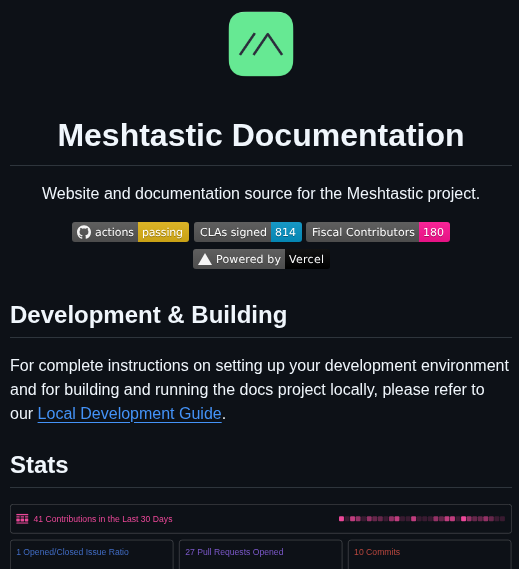 Meshtastic Documentation
Website and documentation source for the Meshtastic project.
actions passing CLAs signed 814 Fiscal Contributors 180
Powered by Vercel
Development & Building
For complete instructions on setting up your development environment
and for building and running the docs project locally, please refer to
our Local Development Guide.
Stats
41 Contributions in the Last 30 Days
1 Opened/Closed Issue Ratio 27 Pull Requests Opened 10 Commits